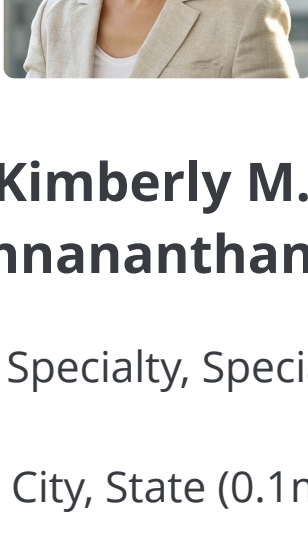 Kimberly M.
nnananthan
Specialty, Speci
City, State (0.1